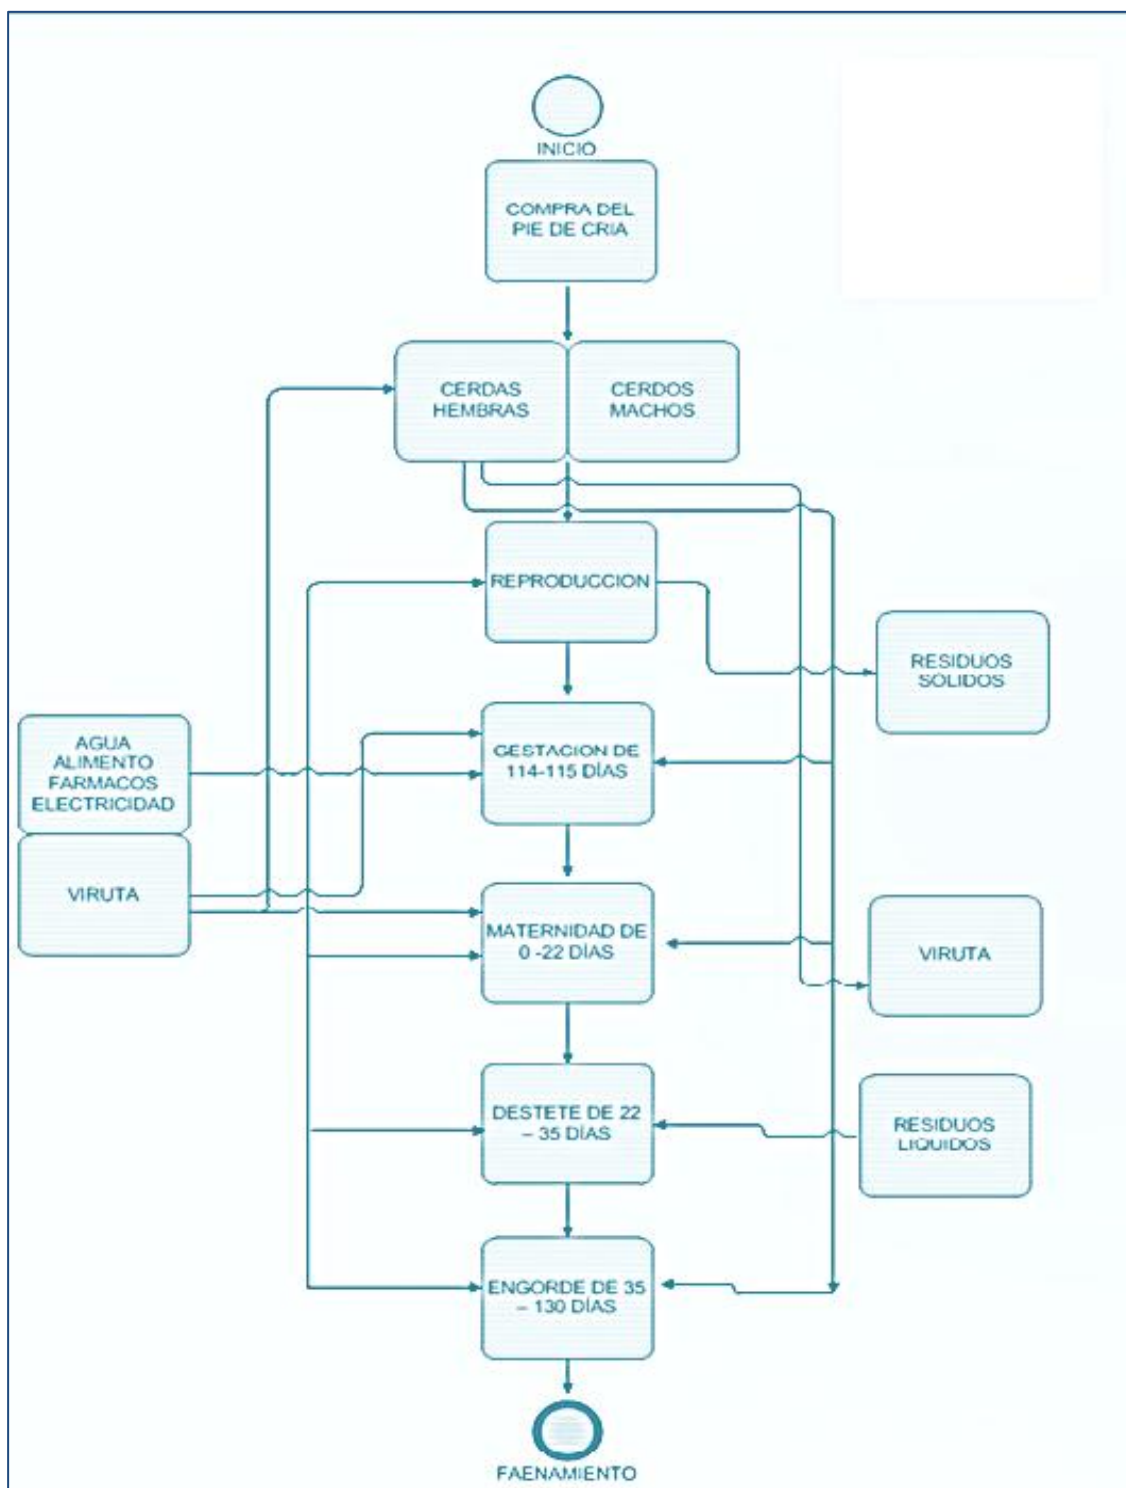 INICIO
COMPRA DEL
PIE DE CRIA
CERDAS
HEMBRAS
CERDOS
MACHOS
REPRODUCCION
RESIDUOS
SOLIDOS
GESTACION DE
114-115 DÍAS
AGUA
ALIMENTO
FARMACOS
ELECTRICIDAD
VIRUTA
MATERNIDAD DE
0 -22 DÍAS
VIRUTA
DESTETE DE 22
– 35 DÍAS
RESIDUOS
LIQUIDOS
ENGORDE DE 35
– 130 DÍAS
FAENAMIENTO